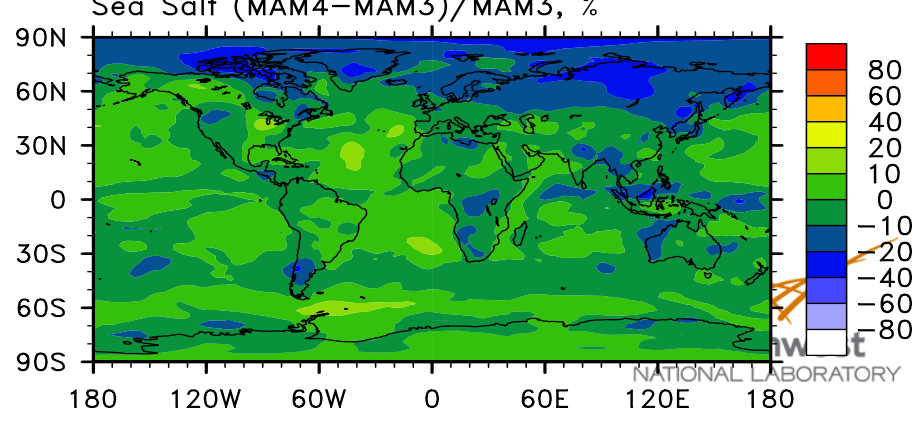 Sea Salt (MAM4−MAM3)/MAM3, %
90N
60N
30N
0
30S
60S
90S
180 120W 60W 0 60E 120E 180
80
60
40
20
10
0
−10
−20
−40
−60
−80
NATIONAL LABORATORY